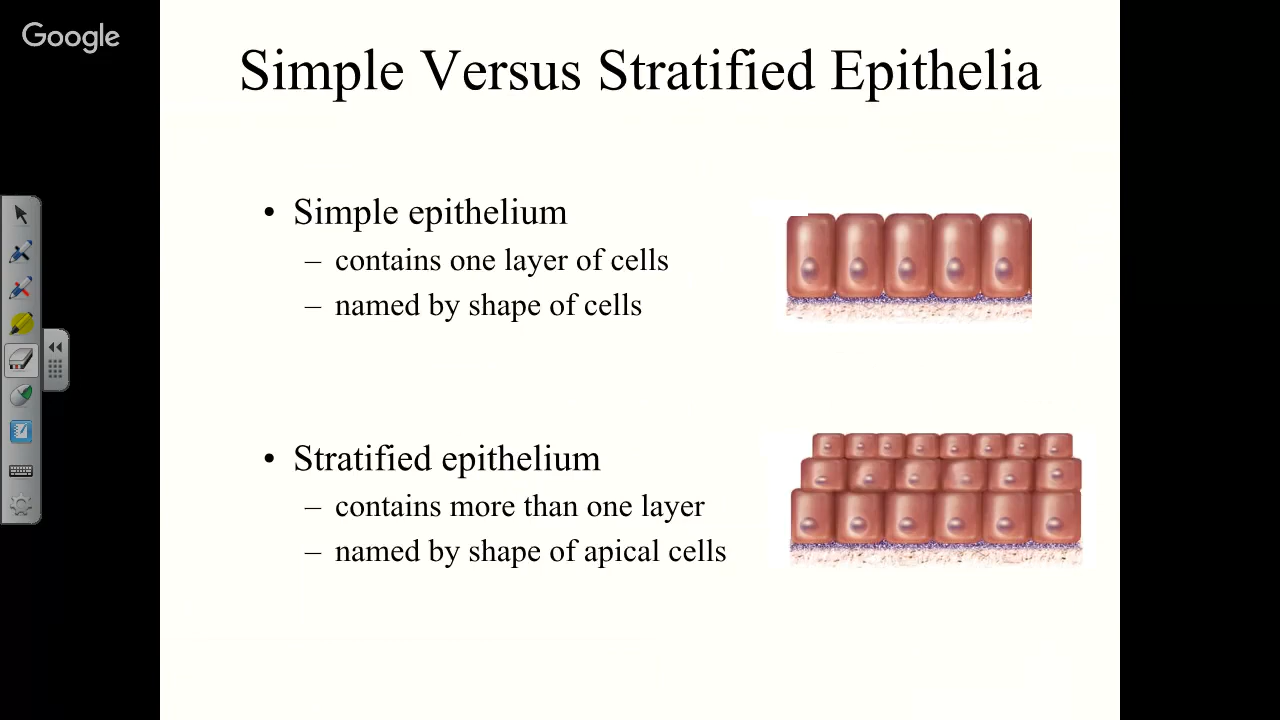 Google
Simple Versus Stratified Epithelia
• Simple epithelium
– contains one layer of cells
– named by shape of cells
• Stratified epithelium
– contains more than one layer
– named by shape of apical cells